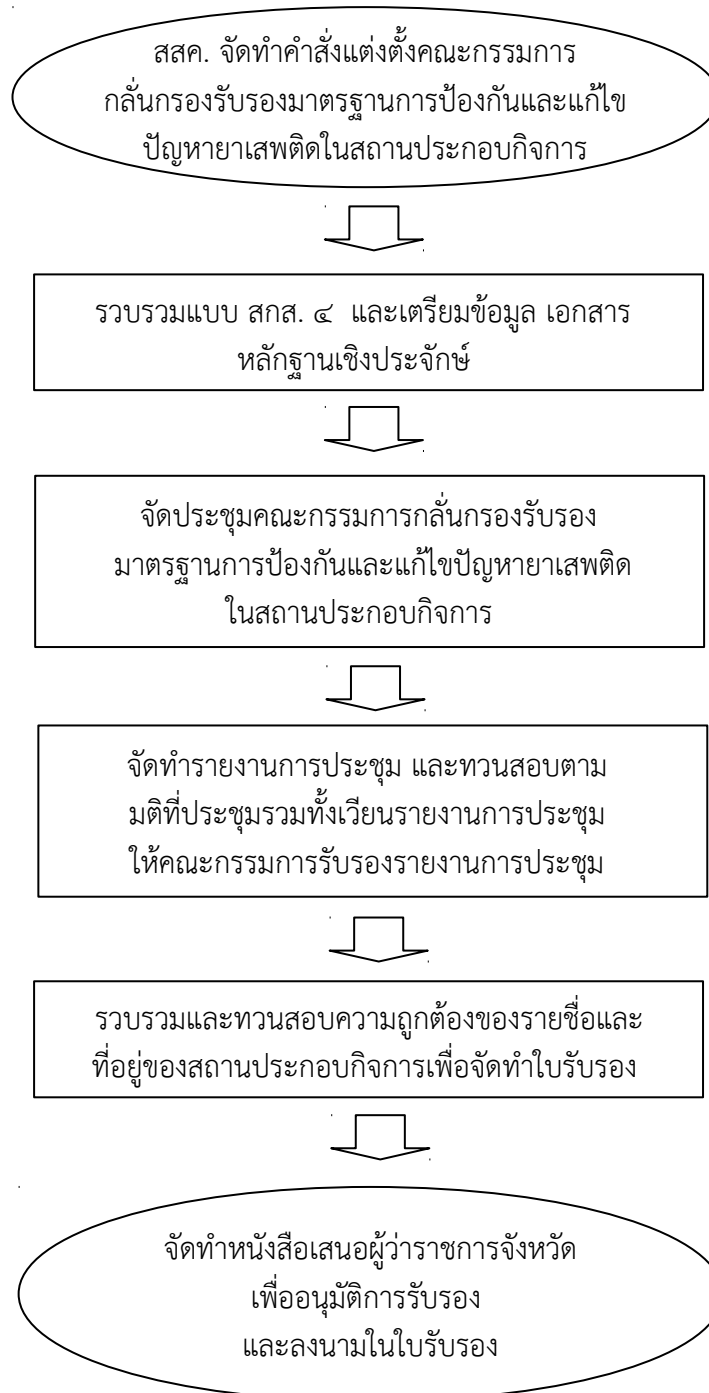 สสค. จัดทำคำสั่งแต่งตั้งคณะกรรมการ
กลั่นกรองรับรองมาตรฐานการป้องกันและแก้ไข
ปัญหายาเสพติดในสถานประกอบกิจการ
รวบรวมแบบ สกส. ๔ และเตรียมข้อมูล เอกสาร
หลักฐานเชิงประจักษ์
จัดประชุมคณะกรรมการกลั่นกรองรับรอง
มาตรฐานการป้องกันและแก้ไขปัญหายาเสพติด
ในสถานประกอบกิจการ
จัดทำรายงานการประชุม และทวนสอบตาม
มติที่ประชุมรวมทั้งเวียนรายงานการประชุม
ให้คณะกรรมการรับรองรายงานการประชุม
รวบรวมและทวนสอบความถูกต้องของรายชื่อและ
ที่อยู่ของสถานประกอบกิจการเพื่อจัดทำใบรับรอง
จัดทำหนังสือเสนอผู้ว่าราชการจังหวัด
เพื่ออนุมัติการรับรอง
และลงนามในใบรับรอง